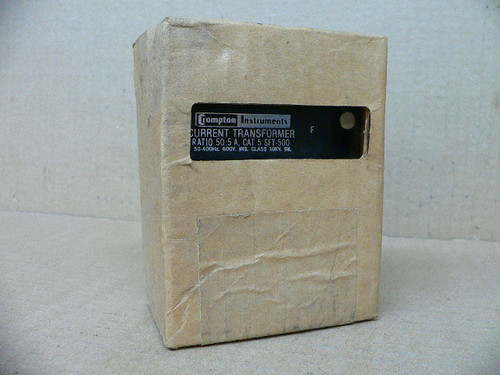 Crompton Instruments
CURRENT TRANSFORMER
F
RATIO 50:5 A, CAT 5 SFT-500
50-400Hz, 600V. INS. CLASS 10KV. BIL